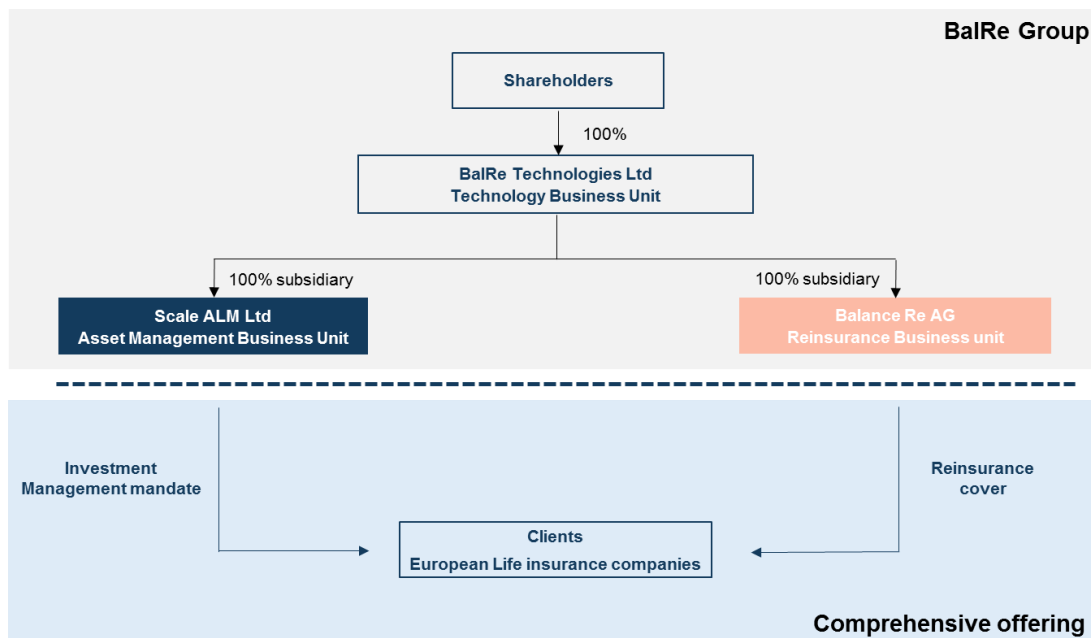 BalRe Group
Shareholders
100%
BalRe Technologies Ltd
Technology Business Unit
100% subsidiary
100% subsidiary
Scale ALM Ltd
Asset Management Business Unit
Balance Re AG
Reinsurance Business unit
Investment
Management mandate
Reinsurance
cover
Clients
European Life insurance companies
Comprehensive offering